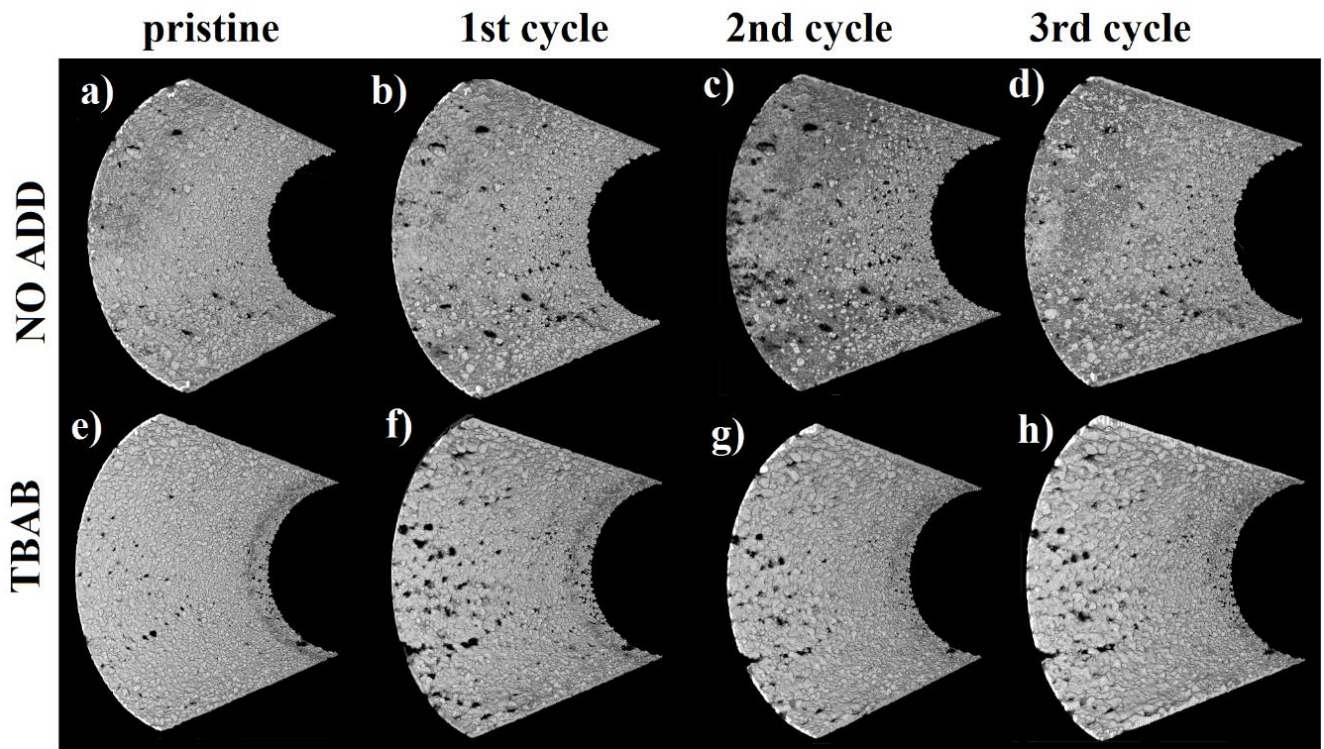 pristine 1st cycle 2nd cycle 3rd cycle
NO ADD
a) b) c) d)
TBAB
e) f) g) h)